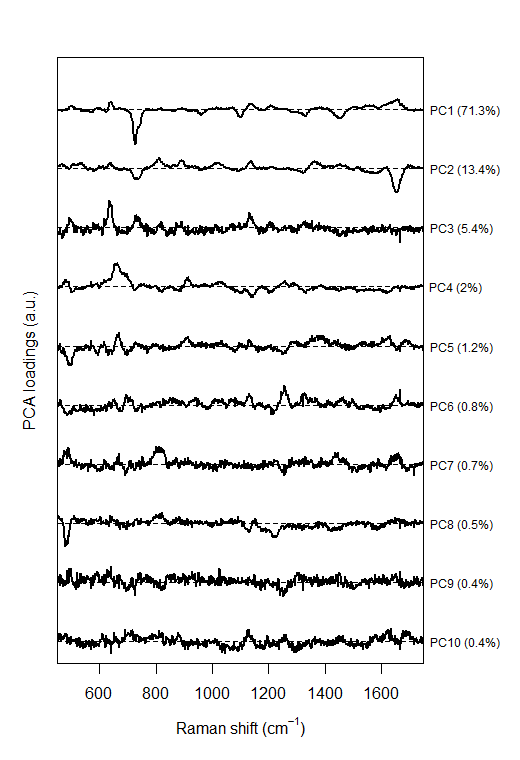 PC1 (71.3%)
PC2 (13.4%)
PC3 (5.4%)
PC4 (2%)
PC5 (1.2%)
PC6 (0.8%)
PC7 (0.7%)
PC8 (0.5%)
PC9 (0.4%)
PC10 (0.4%)
PCA loadings (a.u.)
600 800 1000 1200 1400 1600
Raman shift (cm⁻¹)